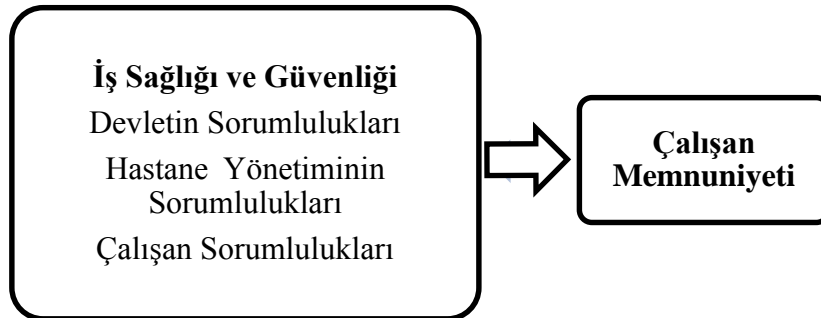 İş Sağlığı ve Güvenliği
Devletin Sorumlulukları
Hastane Yönetiminin
Sorumlulukları
Çalışan Sorumlulukları
Çalışan
Memnuniyeti